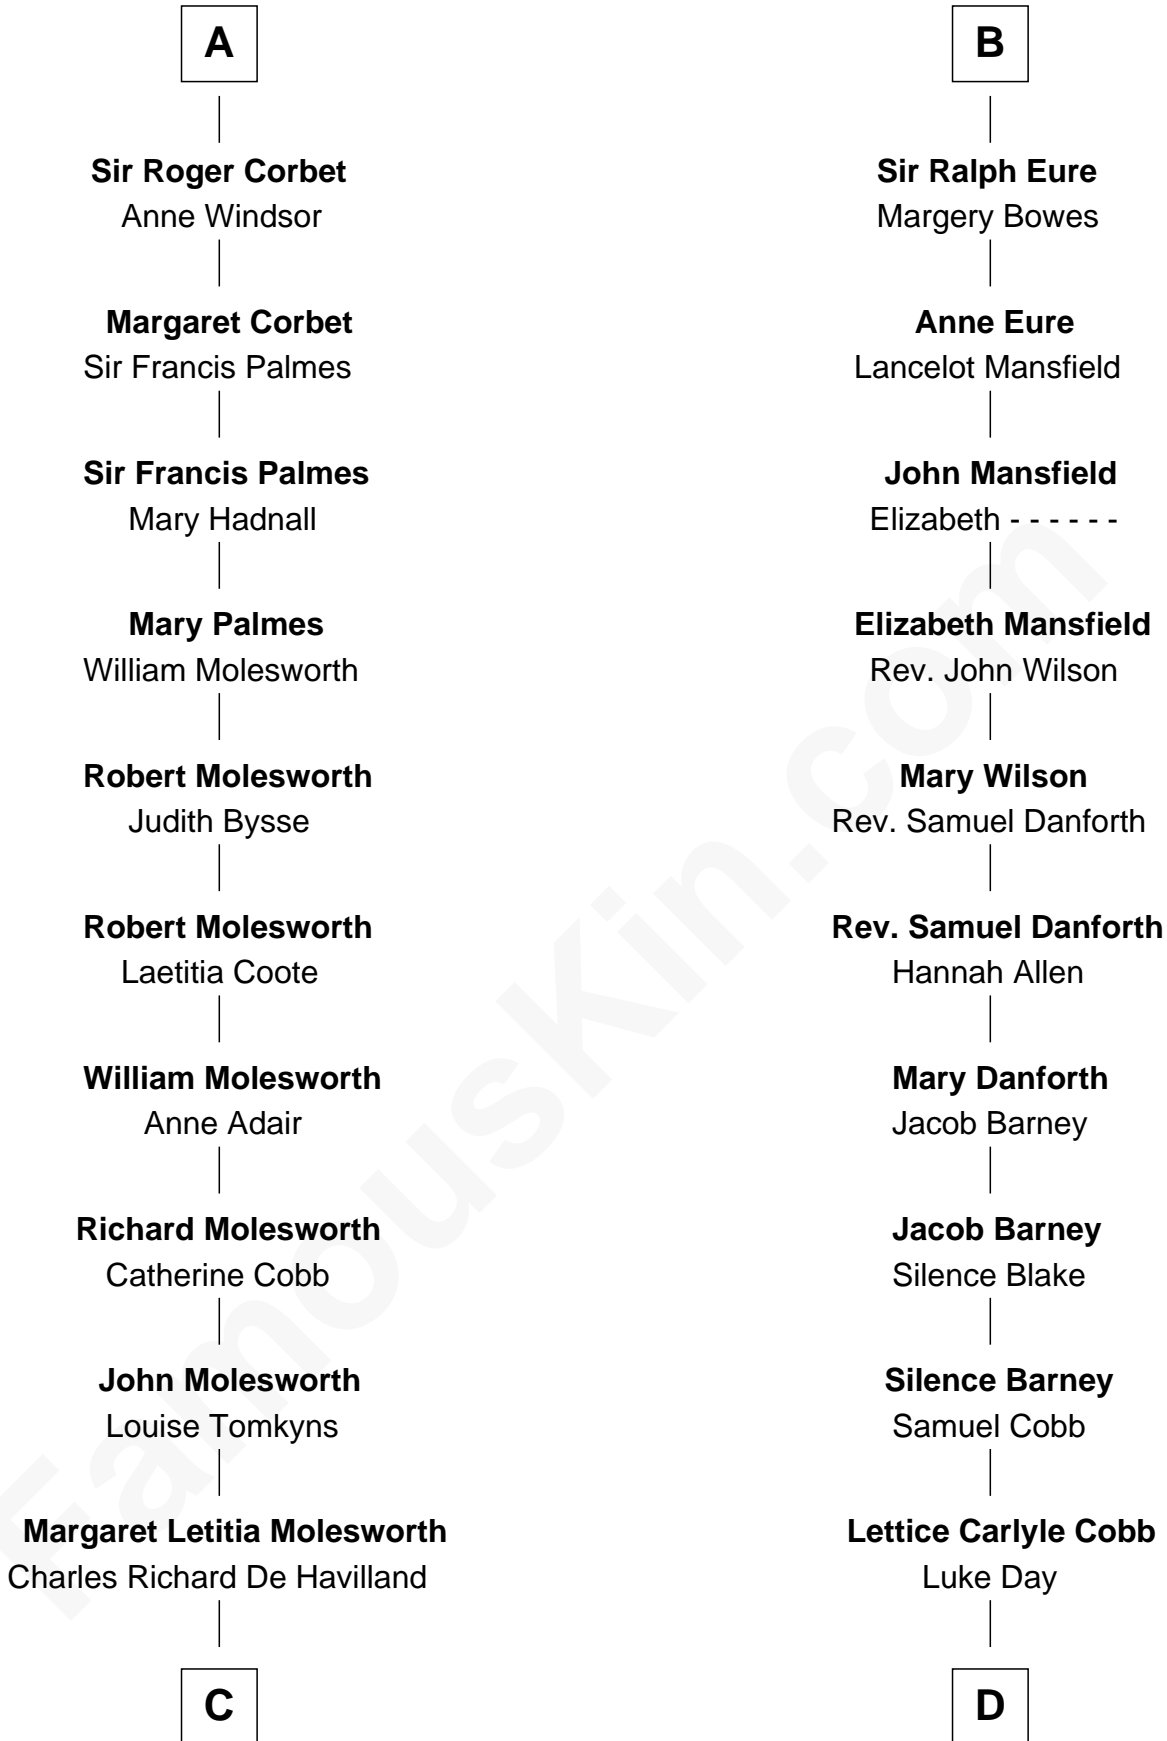 A
Sir Roger Corbet
Anne Windsor
Margaret Corbet
Sir Francis Palmes
Sir Francis Palmes
Mary Hadnall
Mary Palmes
William Molesworth
Robert Molesworth
Judith Bysse
Robert Molesworth
Laetitia Coote
William Molesworth
Anne Adair
Richard Molesworth
Catherine Cobb
John Molesworth
Louise Tomkyns
Margaret Letitia Molesworth
Charles Richard De Havilland
C
B
Sir Ralph Eure
Margery Bowes
Anne Eure
Lancelot Mansfield
John Mansfield
Elizabeth - - - - - -
Elizabeth Mansfield
Rev. John Wilson
Mary Wilson
Rev. Samuel Danforth
Rev. Samuel Danforth
Hannah Allen
Mary Danforth
Jacob Barney
Jacob Barney
Silence Blake
Silence Barney
Samuel Cobb
Lettice Carlyle Cobb
Luke Day
D
FamousKin.com